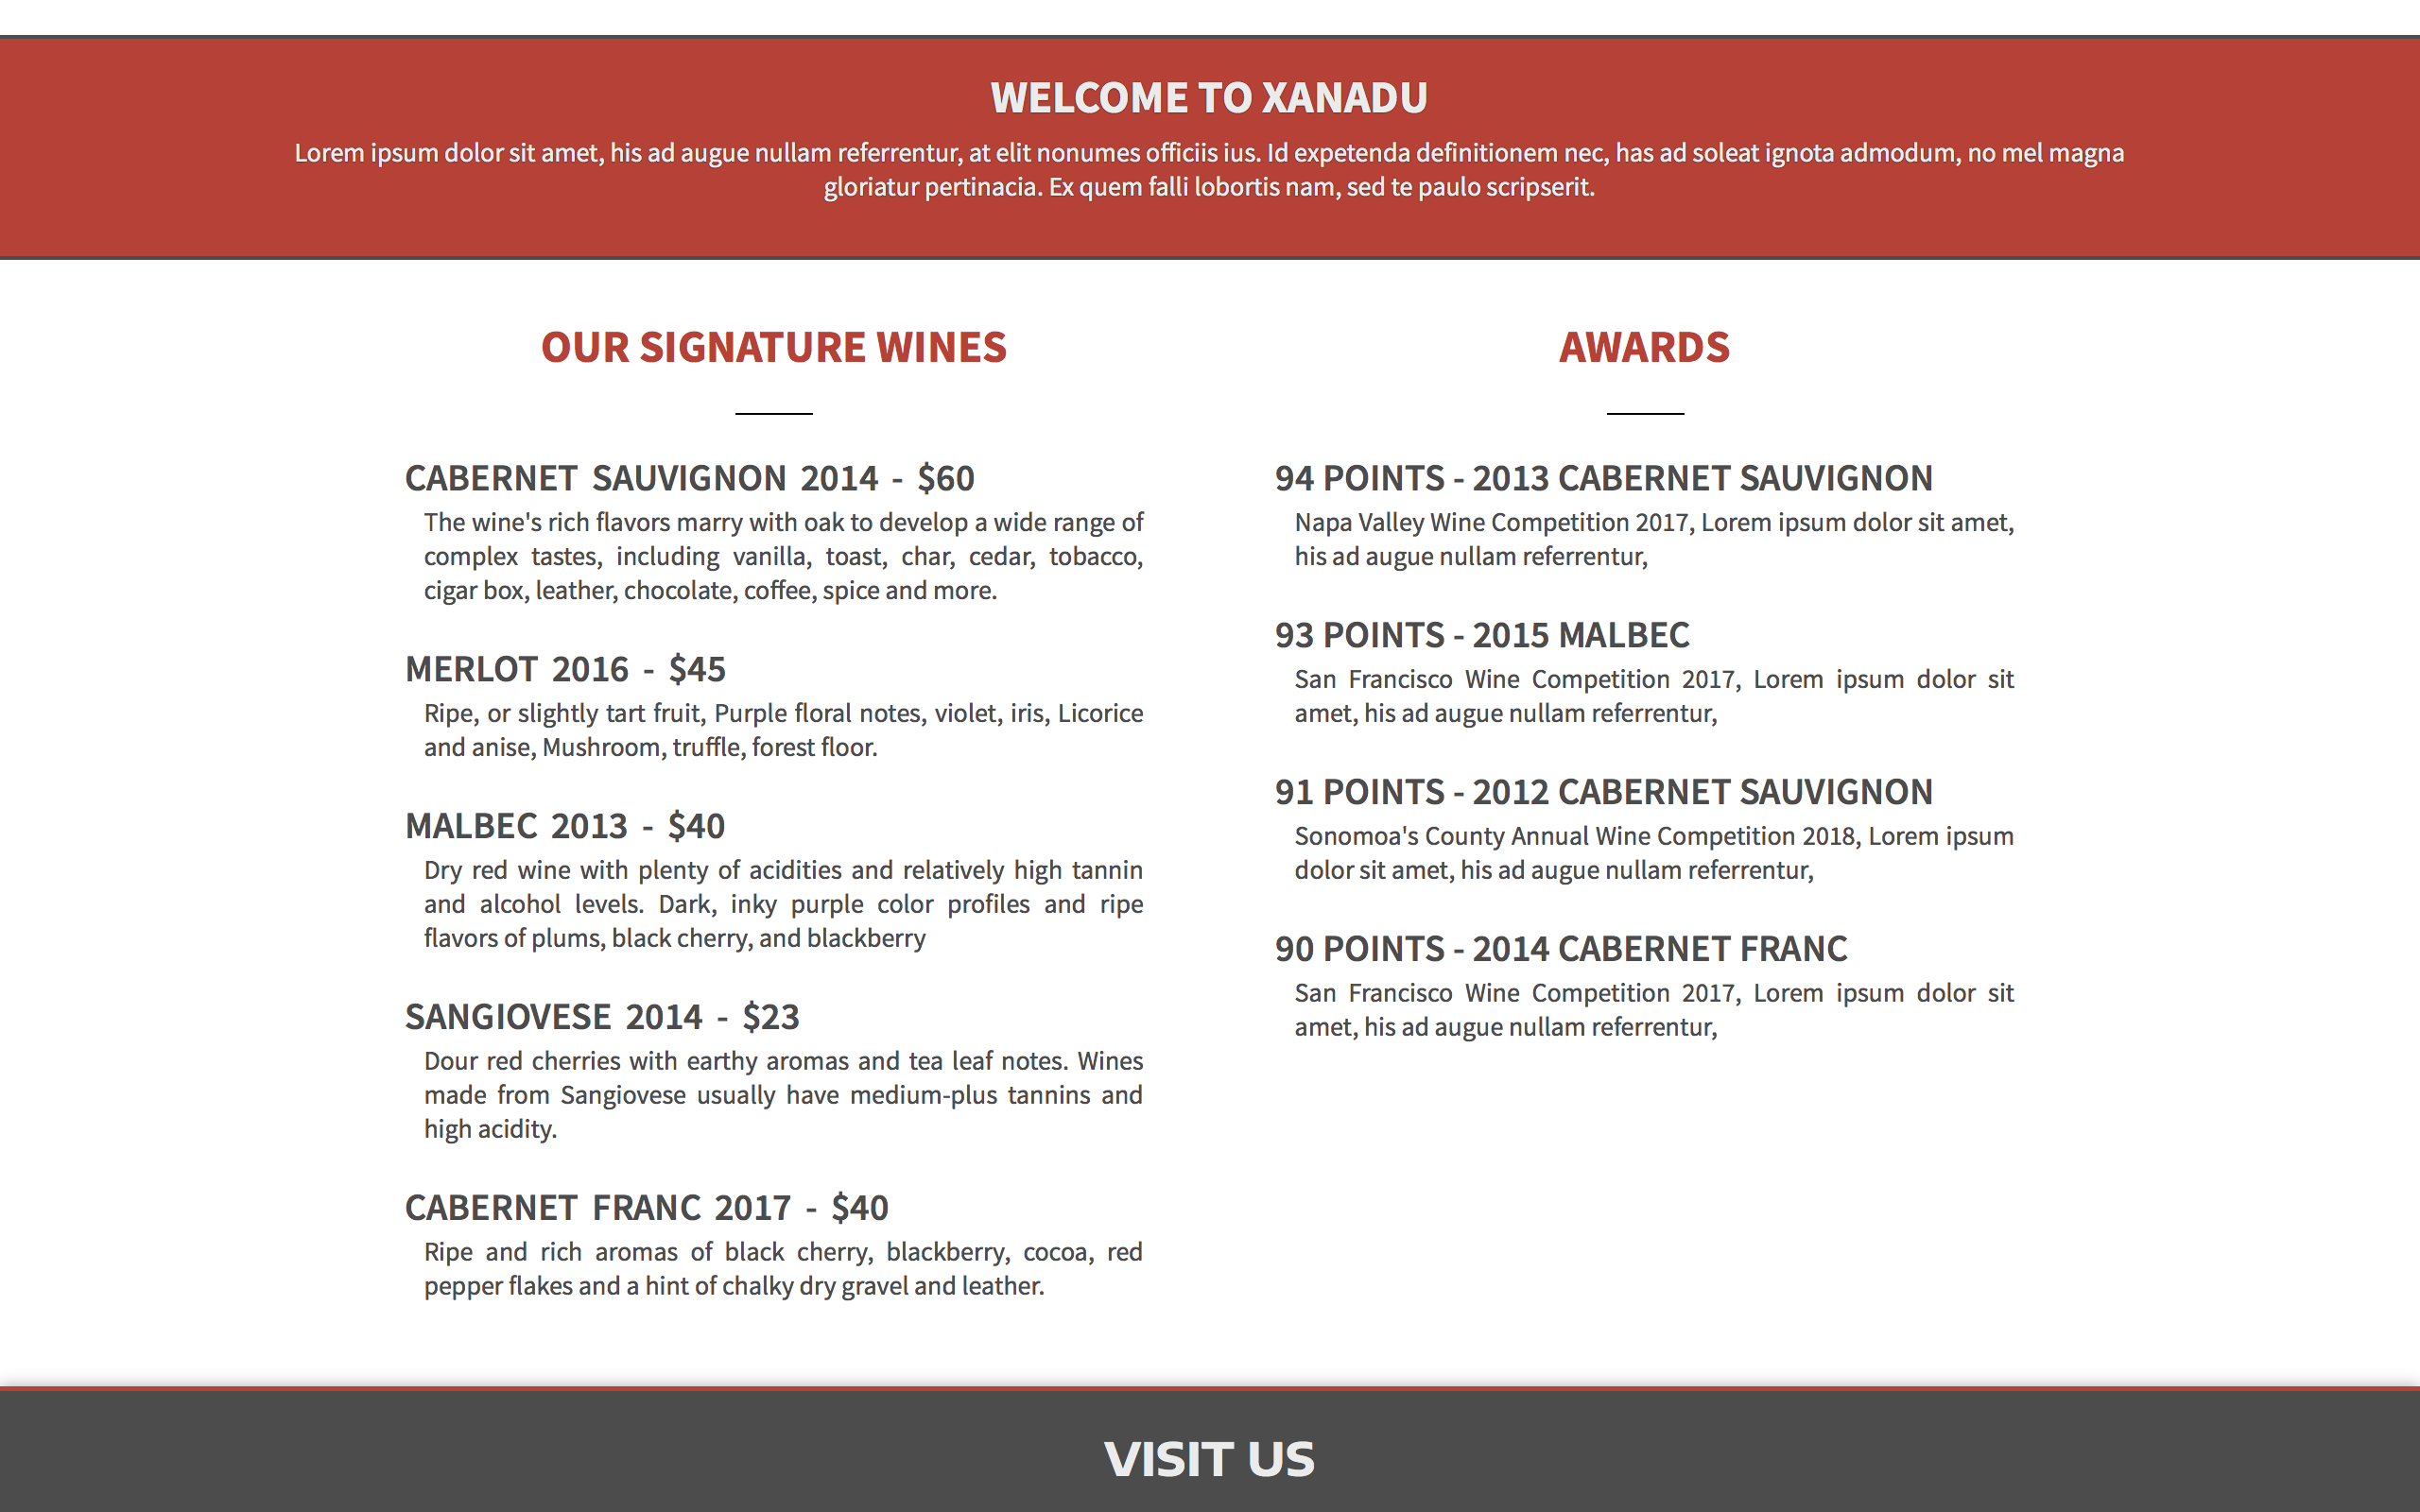 WELCOME TO XANADU
Lorem ipsum dolor sit amet, his ad augue nullam referrentur, at elit nonumes officiis ius. Id expetenda definitionem nec, has ad soleat ignota admodum, no mel magna
gloriatur pertinacia. Ex quem falli lobortis nam, sed te paulo scripserit.
OUR SIGNATURE WINES
CABERNET SAUVIGNON 2014 - $60
The wine's rich flavors marry with oak to develop a wide range of
complex tastes, including vanilla, toast, char, cedar, tobacco,
cigar box, leather, chocolate, coffee, spice and more.
MERLOT 2016 - $45
Ripe, or slightly tart fruit, Purple floral notes, violet, iris, Licorice
and anise, Mushroom, truffle, forest floor.
MALBEC 2013 - $40
Dry red wine with plenty of acidities and relatively high tannin
and alcohol levels. Dark, inky purple color profiles and ripe
flavors of plums, black cherry, and blackberry
SANGIOVESE 2014 - $23
Dour red cherries with earthy aromas and tea leaf notes. Wines
made from Sangiovese usually have medium-plus tannins and
high acidity.
CABERNET FRANC 2017 - $40
Ripe and rich aromas of black cherry, blackberry, cocoa, red
pepper flakes and a hint of chalky dry gravel and leather.
AWARDS
94 POINTS - 2013 CABERNET SAUVIGNON
Napa Valley Wine Competition 2017, Lorem ipsum dolor sit amet,
his ad augue nullam referrentur,
93 POINTS - 2015 MALBEC
San Francisco Wine Competition 2017, Lorem ipsum dolor sit
amet, his ad augue nullam referrentur,
91 POINTS - 2012 CABERNET SAUVIGNON
Sonomoa's County Annual Wine Competition 2018, Lorem ipsum
dolor sit amet, his ad augue nullam referrentur,
90 POINTS - 2014 CABERNET FRANC
San Francisco Wine Competition 2017, Lorem ipsum dolor sit
amet, his ad augue nullam referrentur,
VISIT US